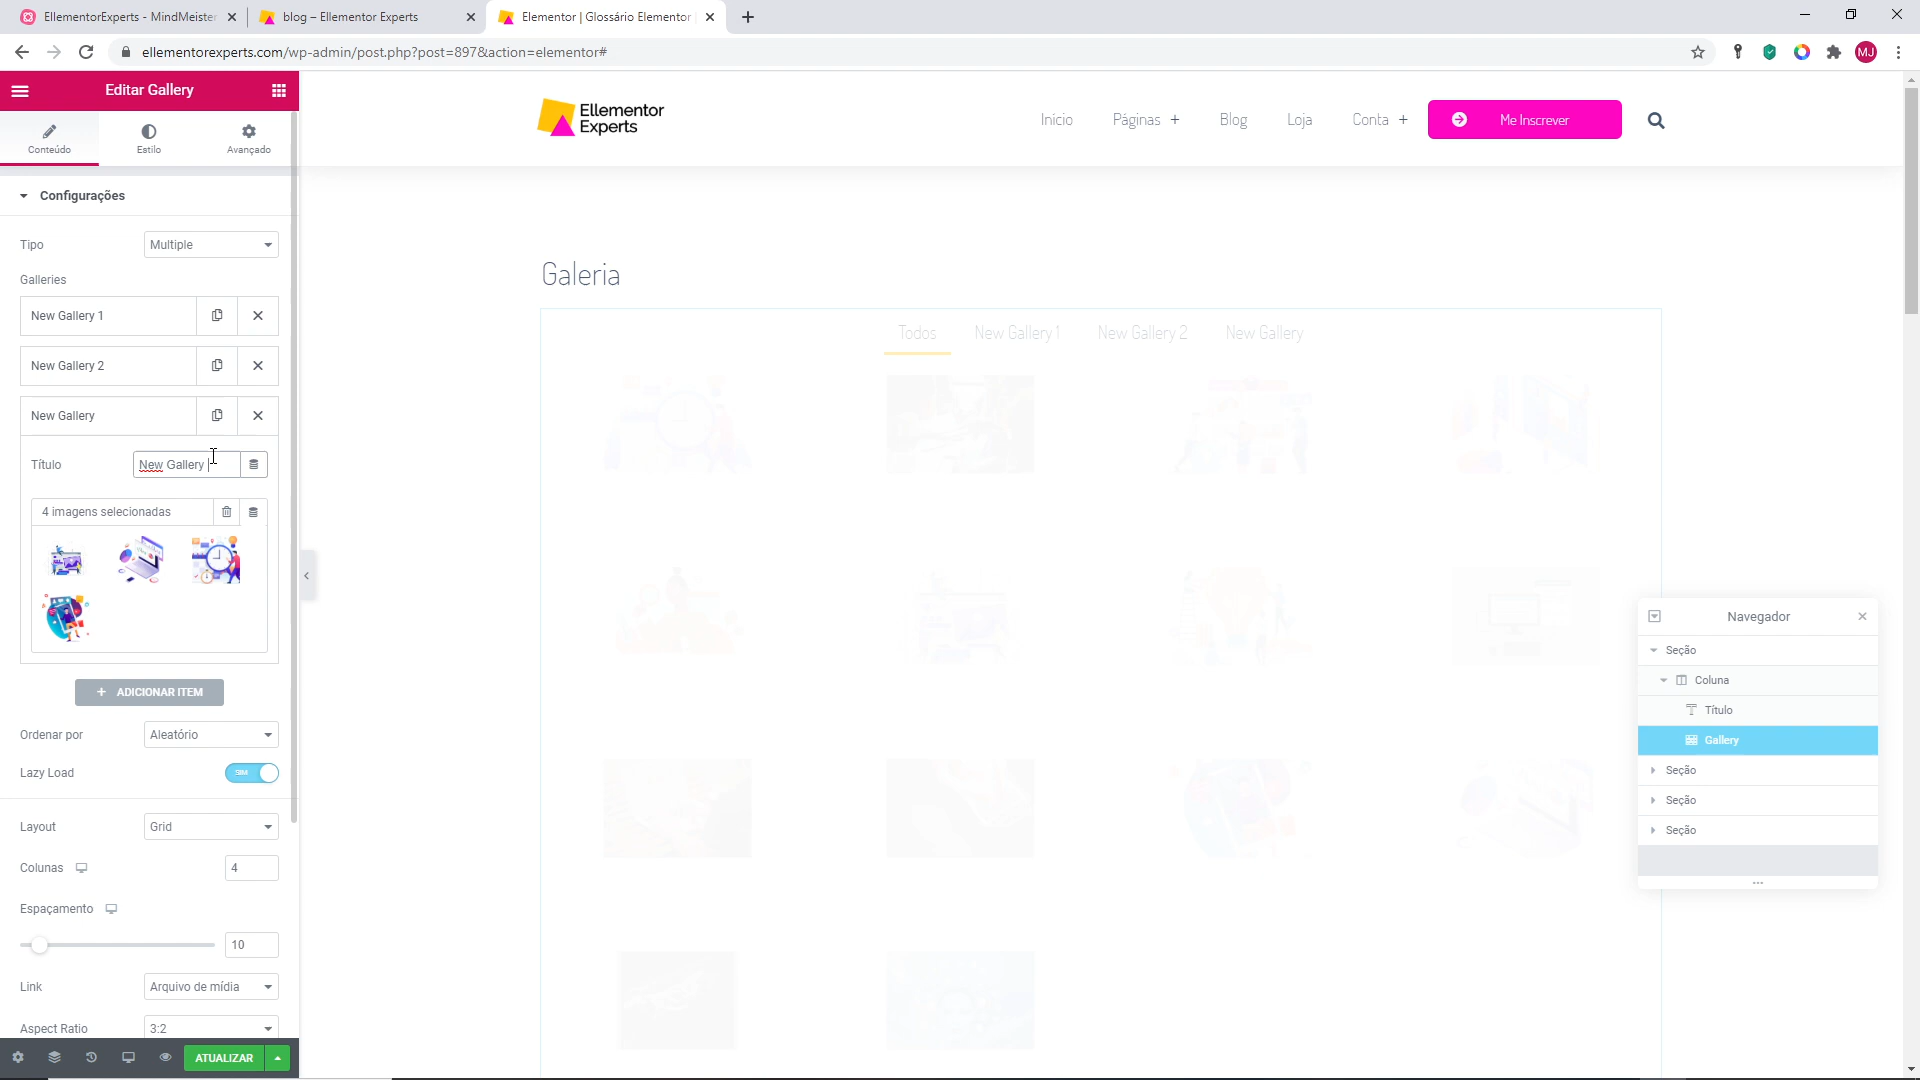 EllementorExperts - MindMeister
blog – Ellementor Experts
Elementor | Glossário Elementor
ellementorexperts.com/wp-admin/post.php?post=897&action=elementor#
MJ
Editar Gallery
Conteúdo
Estilo
Avançado
Configurações
Tipo
Multiple
Galleries
New Gallery 1
New Gallery 2
New Gallery
Título
New Gallery
4 imagens selecionadas
+ ADICIONAR ITEM
Ordenar por
Aleatório
Lazy Load
SIM
Layout
Grid
Colunas
4
Espaçamento
10
Link
Arquivo de mídia
Aspect Ratio
3:2
ATUALIZAR
Ellementor
Experts
Início
Páginas +
Blog
Loja
Conta +
Me Inscrever
Galeria
Todos
New Gallery 1
New Gallery 2
New Gallery
Navegador
Seção
Coluna
Título
Gallery
Seção
Seção
Seção